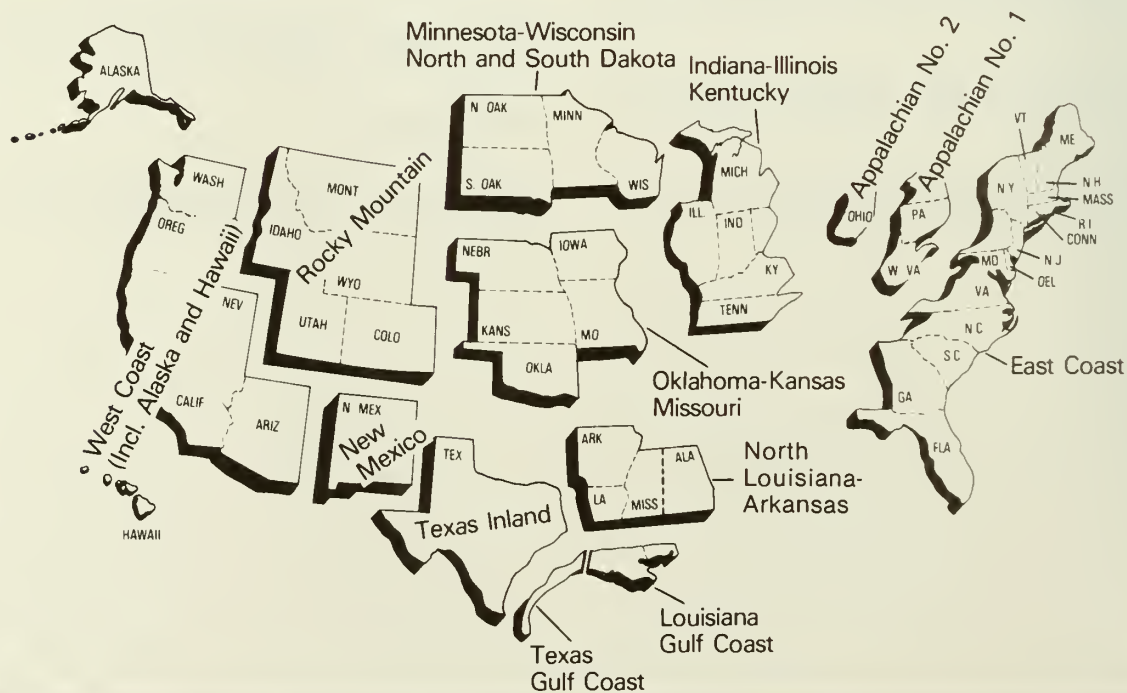 Minnesota-Wisconsin
North and South Dakota
Indiana-Illinois
Kentucky
Appalachian No. 2
Appalachian No. 1
ALASKA
WASH
OREG
NEV
CALIF
ARIZ
West Coast
(Incl. Alaska and Hawaii)
HAWAII
MONT
IDAHO
WYO
UTAH
COLO
Rocky Mountain
N MEX
New
Mexico
N OAK
S. OAK
MINN
WIS
NEBR
IOWA
KANS
MO
OKLA
Oklahoma-Kansas
Missouri
MICH
ILL.
IND
KY
TENN
OHIO
PA
W VA
VT
ME
N Y
N H
MASS
R I
CONN
N J
MD
OEL
VA
N C
S C
GA
FLA
East Coast
TEX
Texas Inland
ARK
LA
MISS
ALA
North
Louisiana-
Arkansas
Louisiana
Gulf Coast
Texas
Gulf Coast